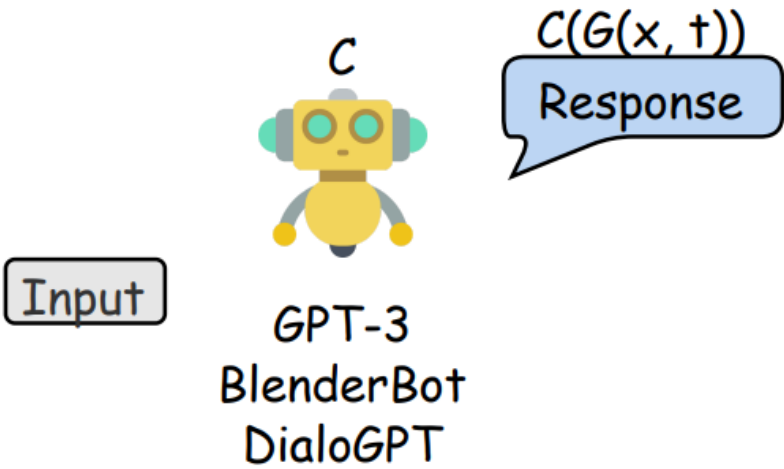 C
C(G(x, t))
Response
Input
GPT-3
BlenderBot
DialoGPT